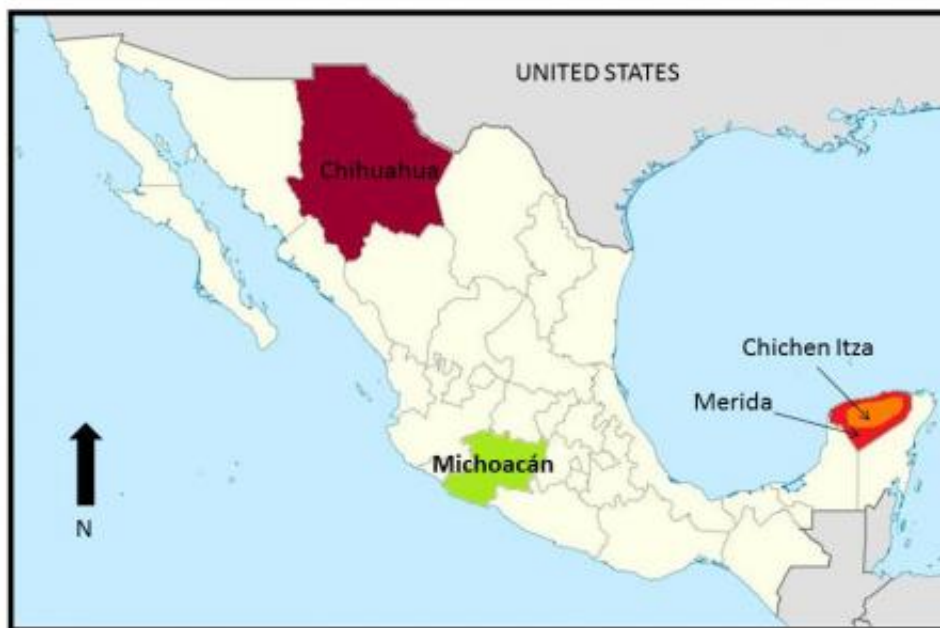 UNITED STATES
Chihuahua
Chichen Itza
Merida
Michoacán
N